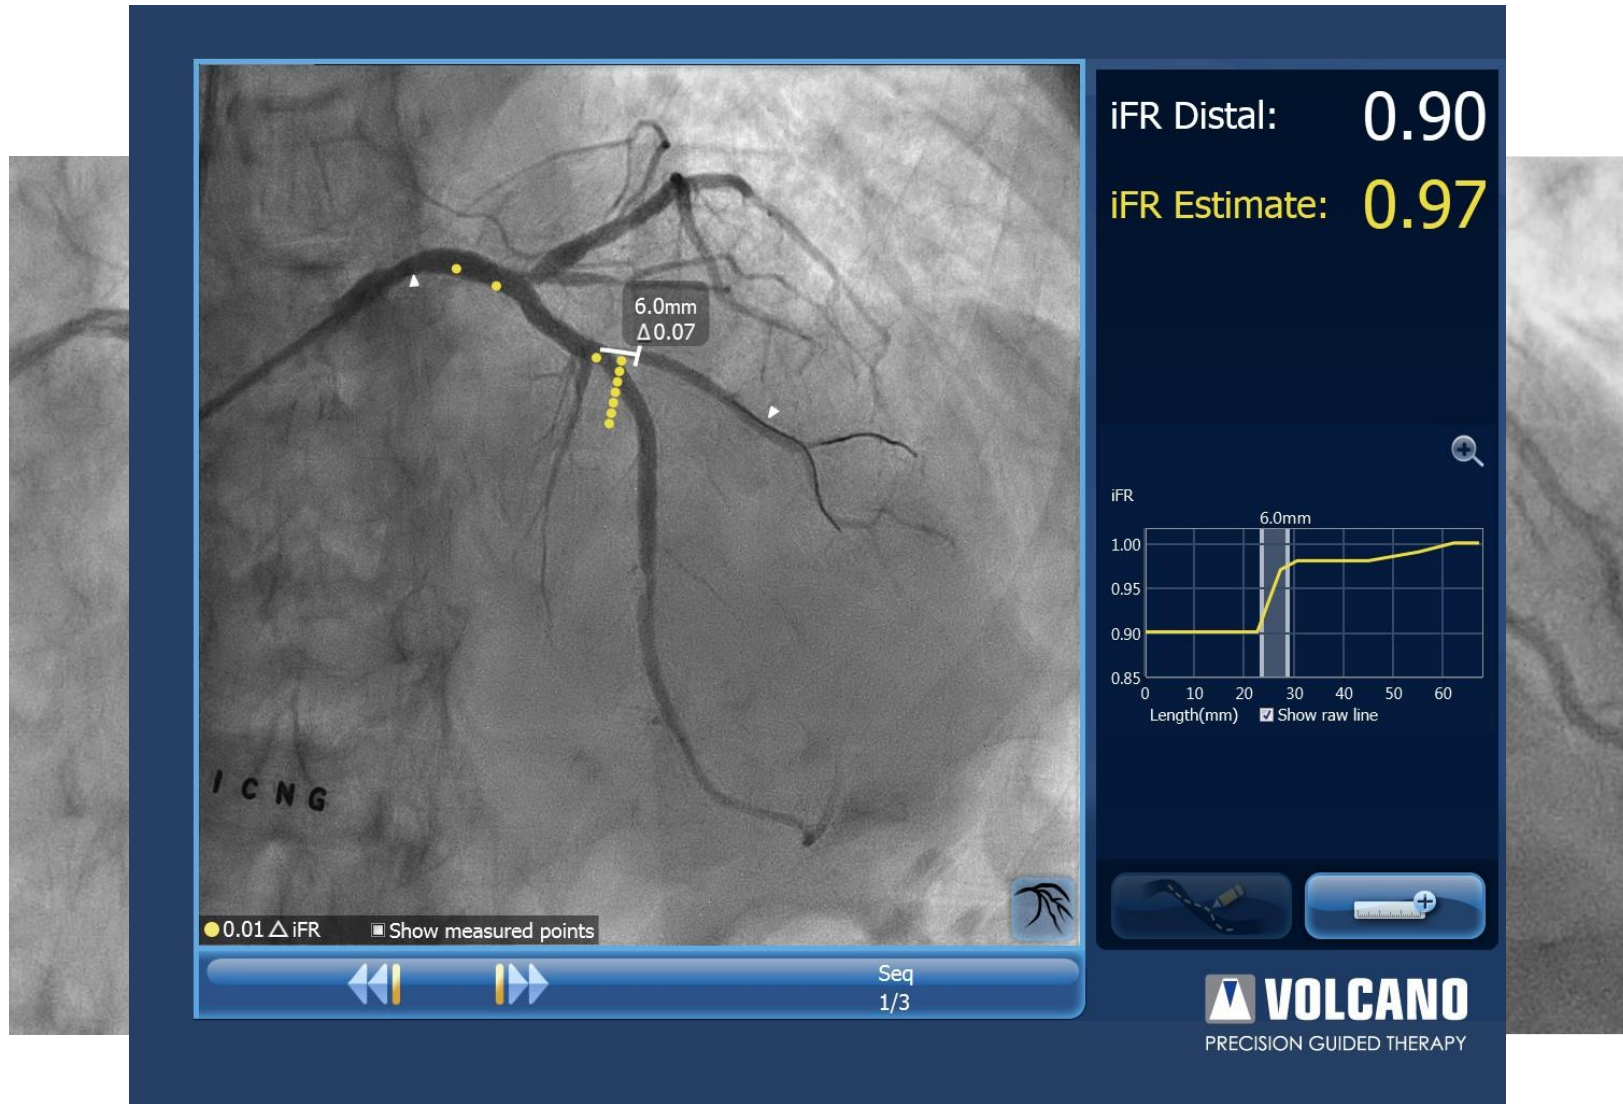 iFR Distal: 0.90
iFR Estimate: 0.97
6.0mm
Δ0.07
iFR
6.0mm
1.00
0.95
0.90
0.85
0 10 20 30 40 50 60
Length(mm) Show raw line
I C N G
0.01 Δ iFR Show measured points
Seq
1/3
VOLCANO
PRECISION GUIDED THERAPY